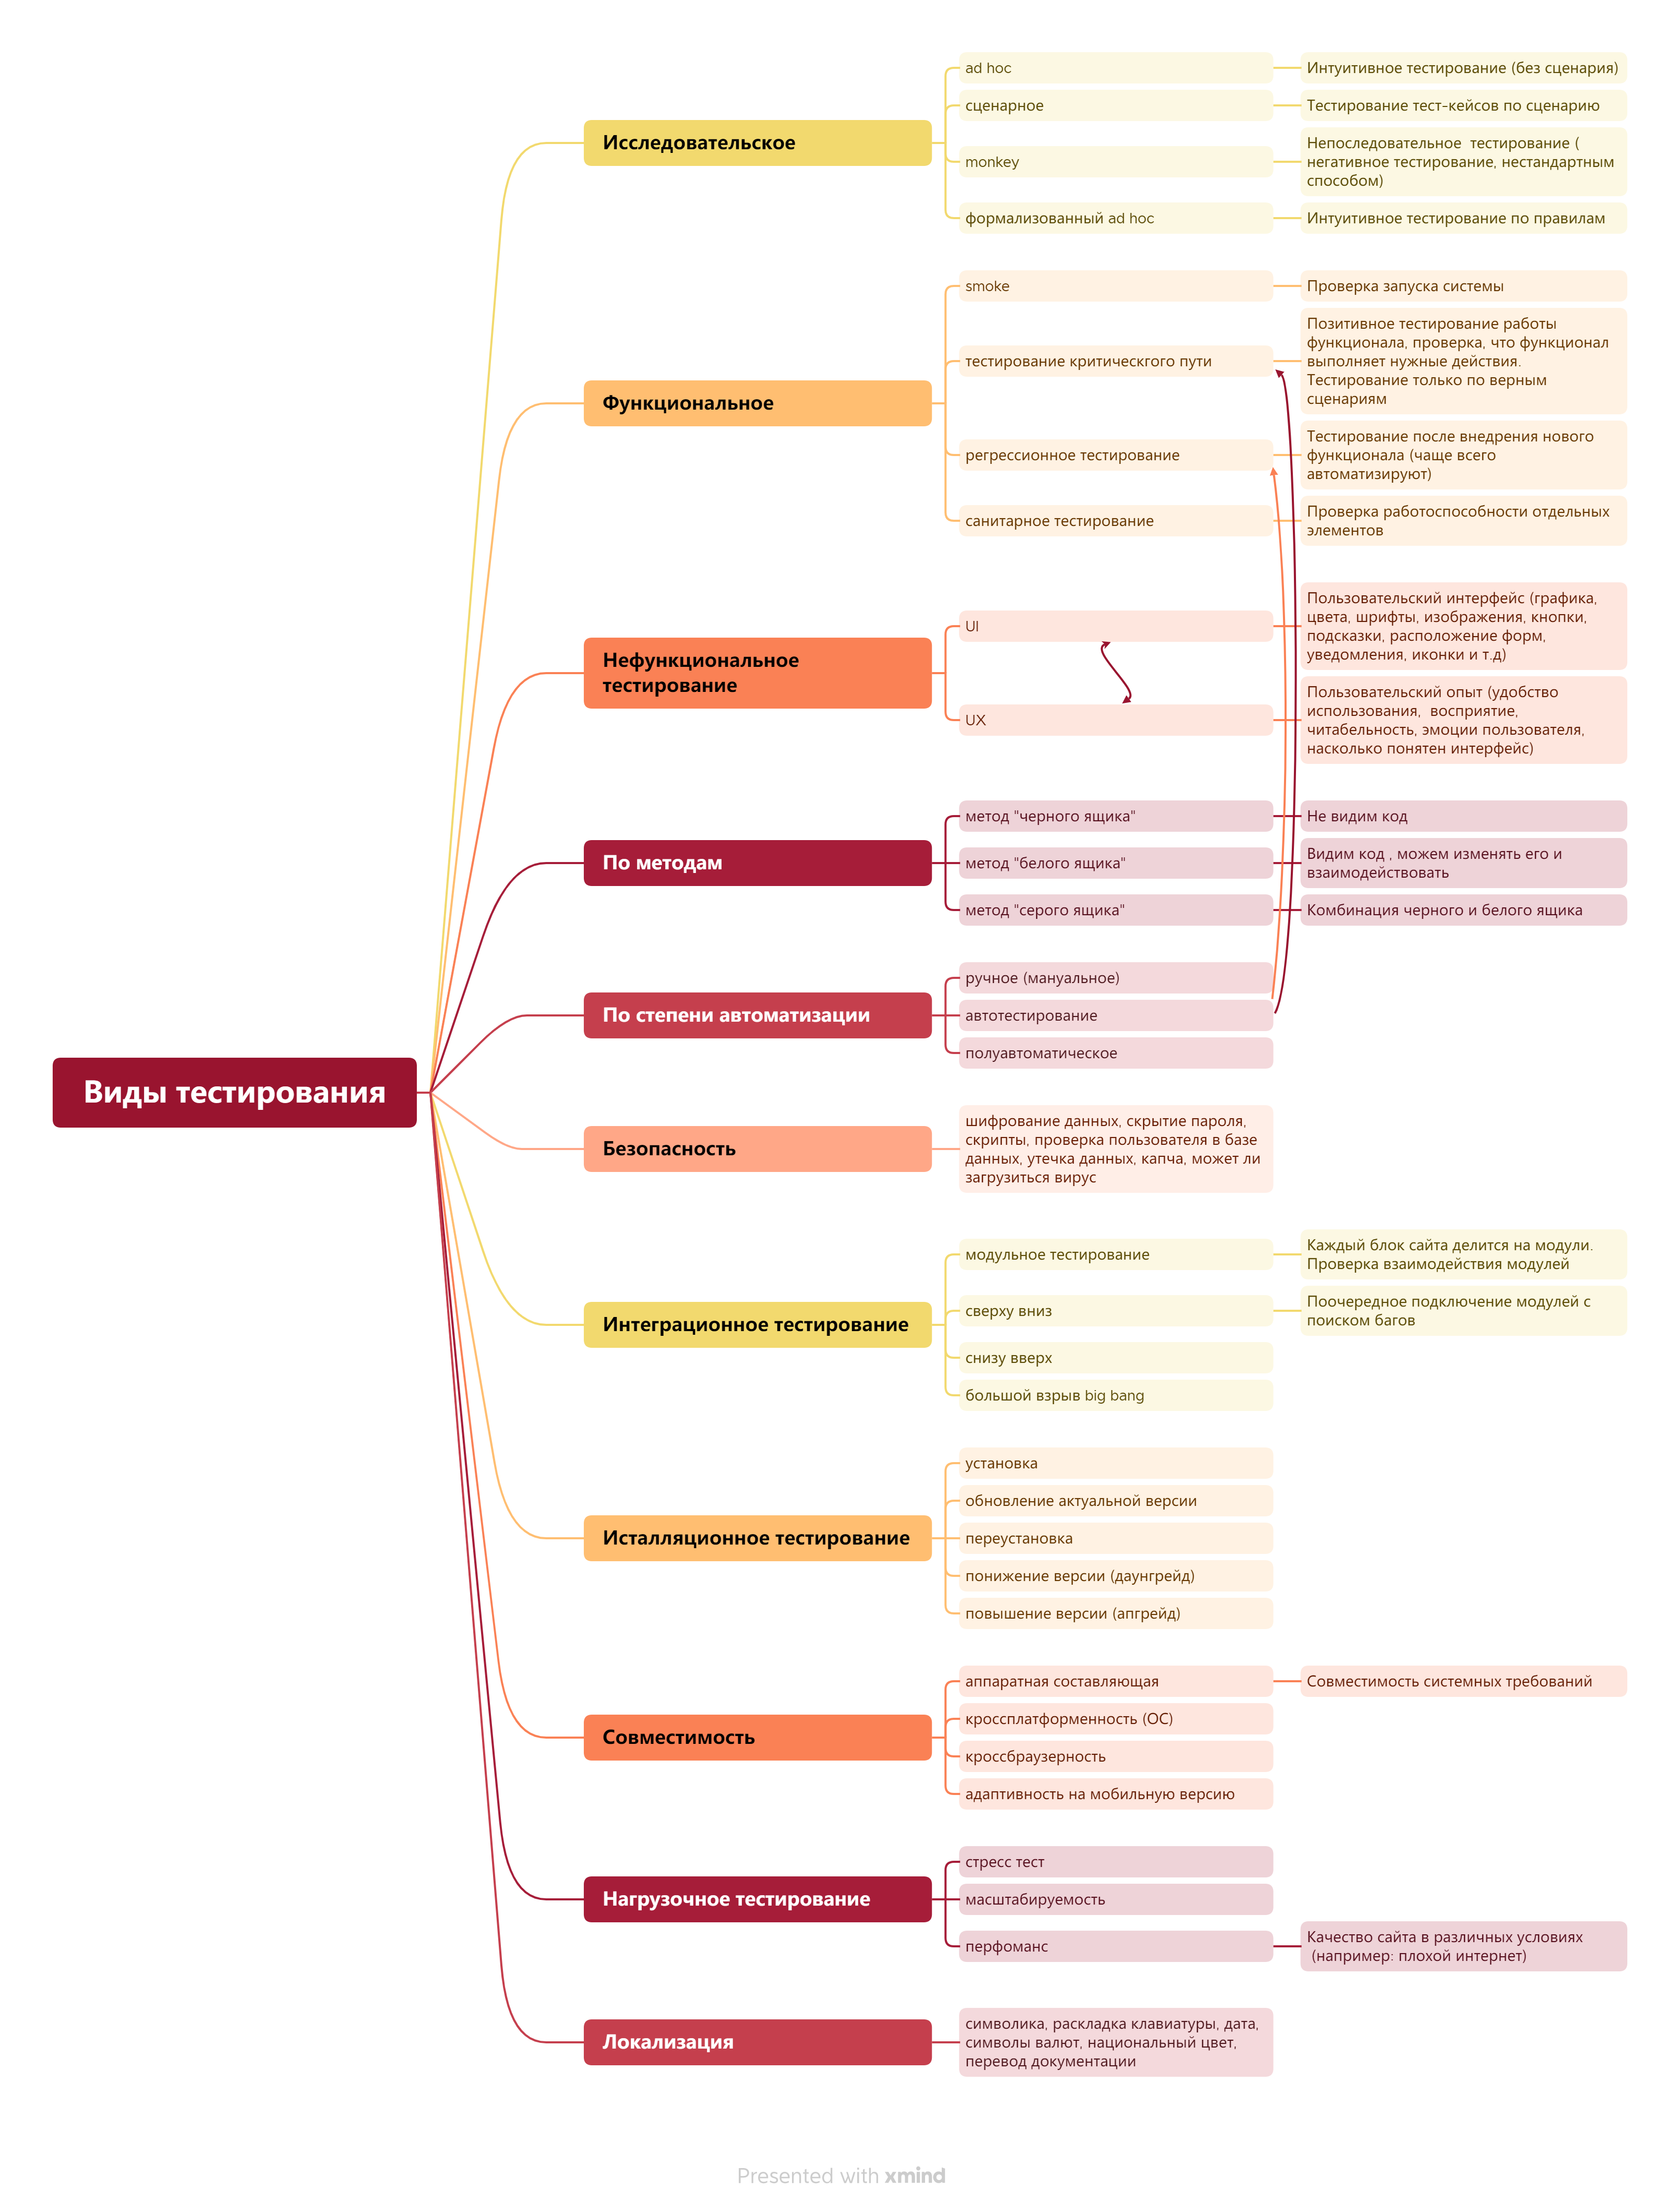 Виды тестирования
Исследовательское
ad hoc
Интуитивное тестирование (без сценария)
сценарное
Тестирование тест-кейсов по сценарию
monkey
Непоследовательное  тестирование (
негативное тестирование, нестандартным
способом)
формализованный ad hoc
Интуитивное тестирование по правилам
Функциональное
smoke
Проверка запуска системы
тестирование критическгого пути
Позитивное тестирование работы
функционала, проверка, что функционал
выполняет нужные действия.
Тестирование только по верным
сценариям
регрессионное тестирование
Тестирование после внедрения нового
функционала (чаще всего
автоматизируют)
санитарное тестирование
Проверка работоспособности отдельных
элементов
Нефункциональное
тестирование
UI
Пользовательский интерфейс (графика,
цвета, шрифты, изображения, кнопки,
подсказки, расположение форм,
уведомления, иконки и т.д)
UX
Пользовательский опыт (удобство
использования,  восприятие,
читабельность, эмоции пользователя,
насколько понятен интерфейс)
По методам
метод "черного ящика"
Не видим код
метод "белого ящика"
Видим код , можем изменять его и
взаимодействовать
метод "серого ящика"
Комбинация черного и белого ящика
По степени автоматизации
ручное (мануальное)
автотестирование
полуавтоматическое
Безопасность
шифрование данных, скрытие пароля,
скрипты, проверка пользователя в базе
данных, утечка данных, капча, может ли
загрузиться вирус
Интеграционное тестирование
модульное тестирование
Каждый блок сайта делится на модули.
Проверка взаимодействия модулей
сверху вниз
Поочередное подключение модулей с
поиском багов
снизу вверх
большой взрыв big bang
Исталляционное тестирование
установка
обновление актуальной версии
переустановка
понижение версии (даунгрейд)
повышение версии (апгрейд)
Совместимость
аппаратная составляющая
Совместимость системных требований
кроссплатформенность (ОС)
кроссбраузерность
адаптивность на мобильную версию
Нагрузочное тестирование
стресс тест
масштабируемость
перфоманс
Качество сайта в различных условиях
(например: плохой интернет)
Локализация
символика, раскладка клавиатуры, дата,
символы валют, национальный цвет,
перевод документации
Presented with xmind